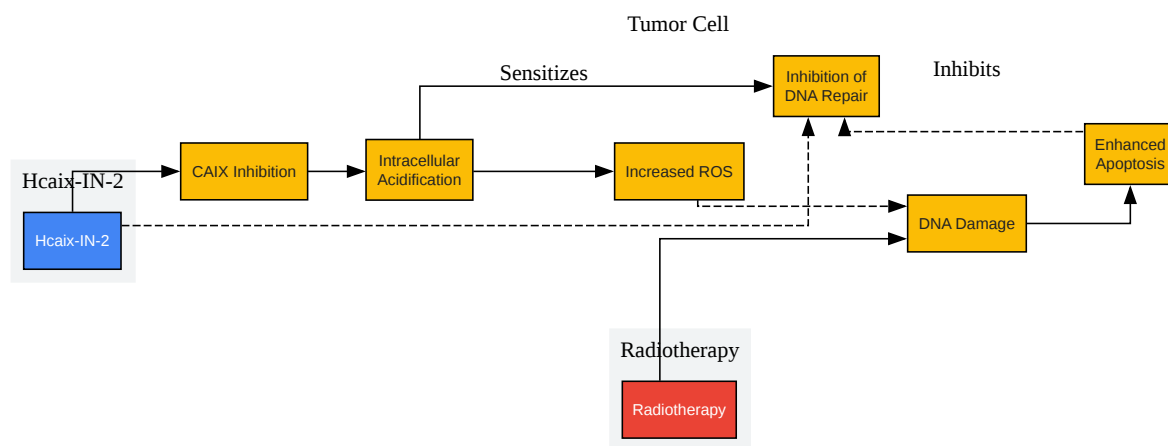 Tumor Cell
Sensitizes
Inhibition of
DNA Repair
Inhibits
Enhanced
Apoptosis
CAIX Inhibition
Intracellular
Acidification
Increased ROS
Hcaix-IN-2
Hcaix-IN-2
DNA Damage
Radiotherapy
Radiotherapy